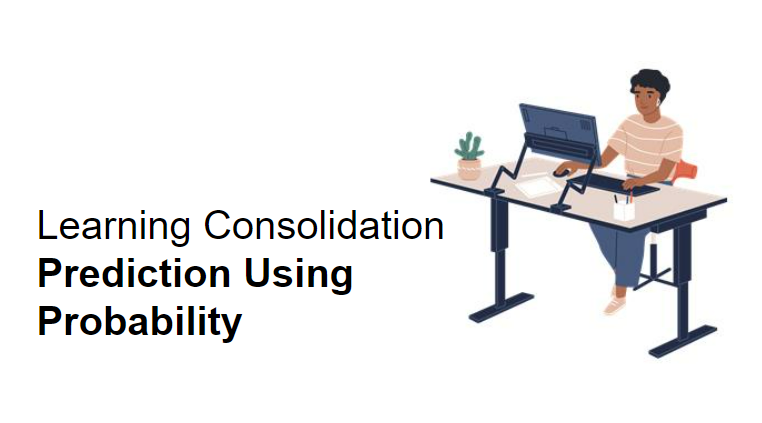 Learning Consolidation
Prediction Using
Probability